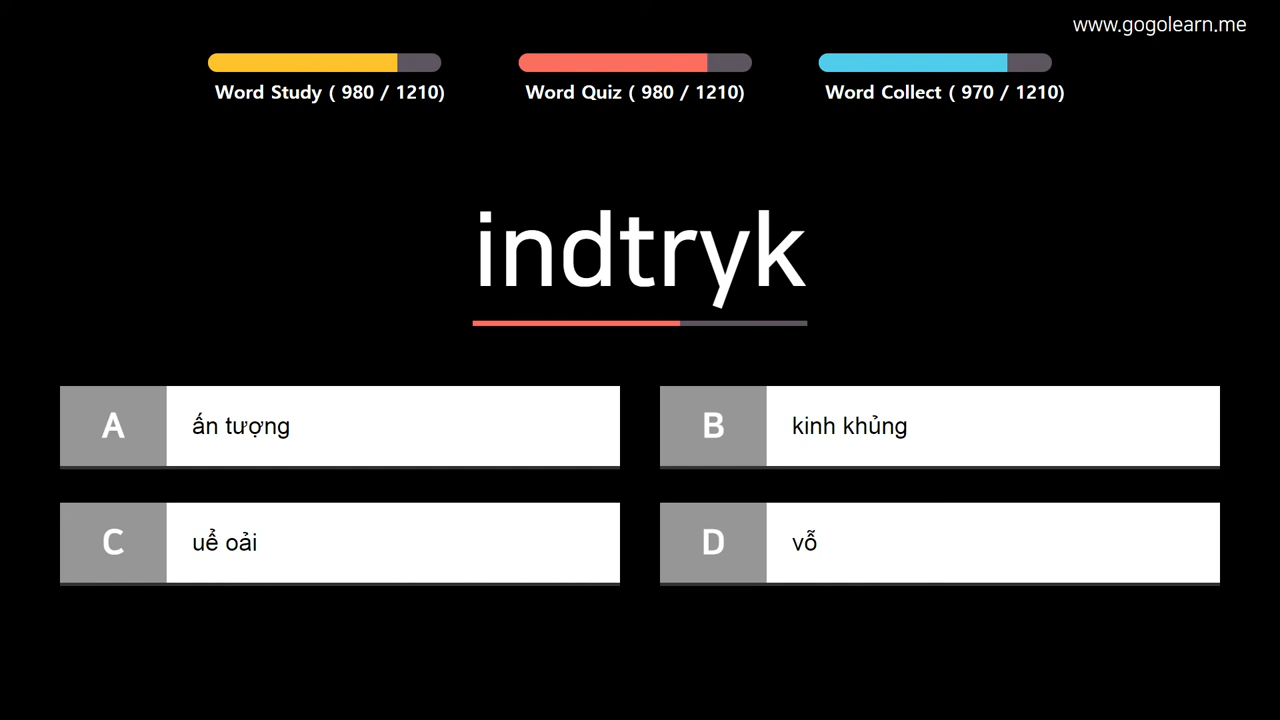 www.gogolearn.me
Word Study ( 980 / 1210)
Word Quiz ( 980 / 1210)
Word Collect ( 970 / 1210)
indtryk
A
ấn tượng
B
kinh khủng
C
uể oải
D
vỗ